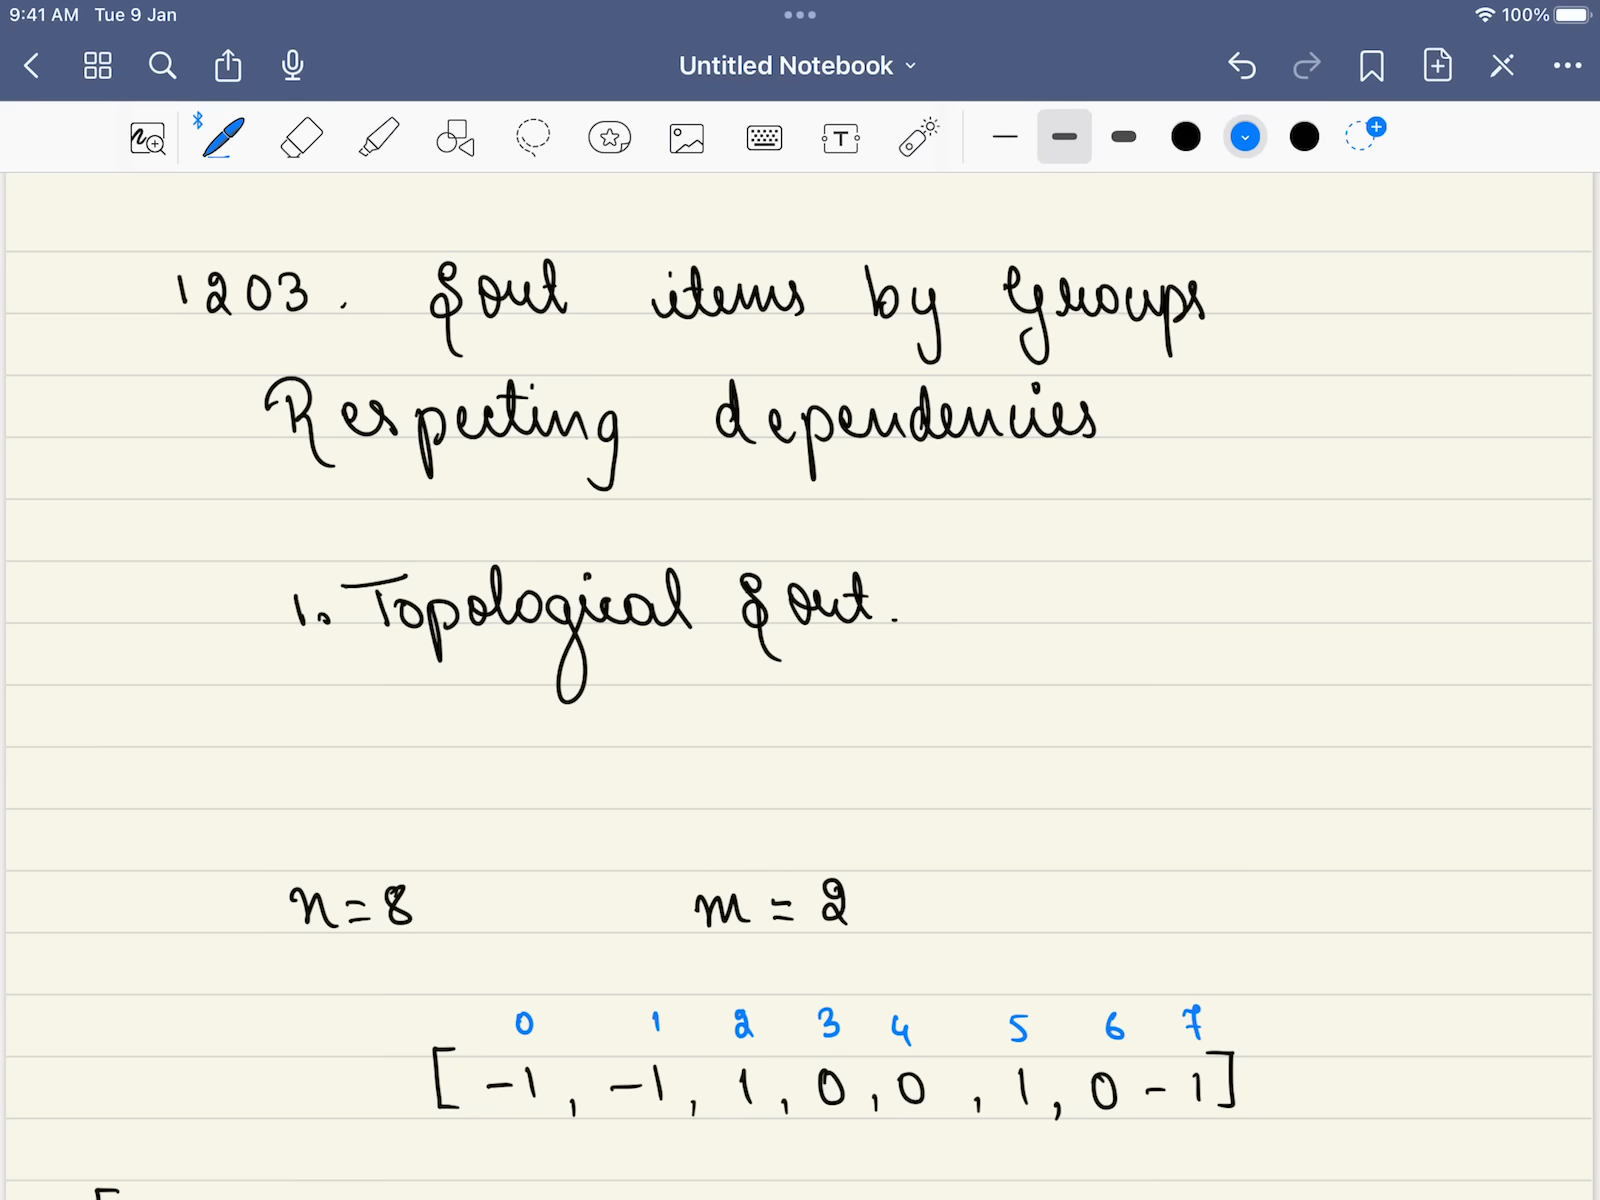 9:41 AM Tue 9 Jan 100%
Untitled Notebook
T
1203. Sort items by Groups
Respecting dependencies
1. Topological Sort.
n=8 m = 2
0 1 2 3 4 5 6 7
[ -1, -1, 1, 0, 0, 1, 0 -1]
[